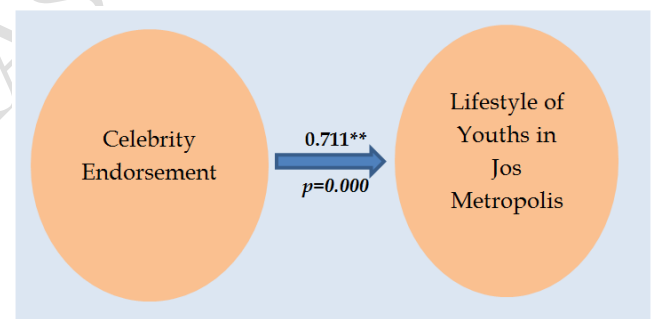 Celebrity
Endorsement
0.711**
p=0.000
Lifestyle of
Youths in
Jos
Metropolis